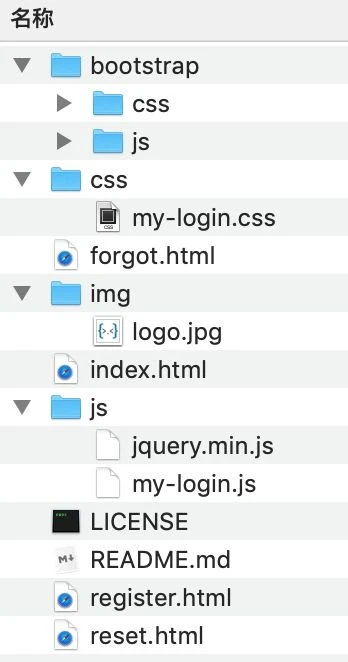 名称
bootstrap
css
js
css
my-login.css
forgot.html
img
logo.jpg
index.html
js
jquery.min.js
my-login.js
LICENSE
README.md
register.html
reset.html